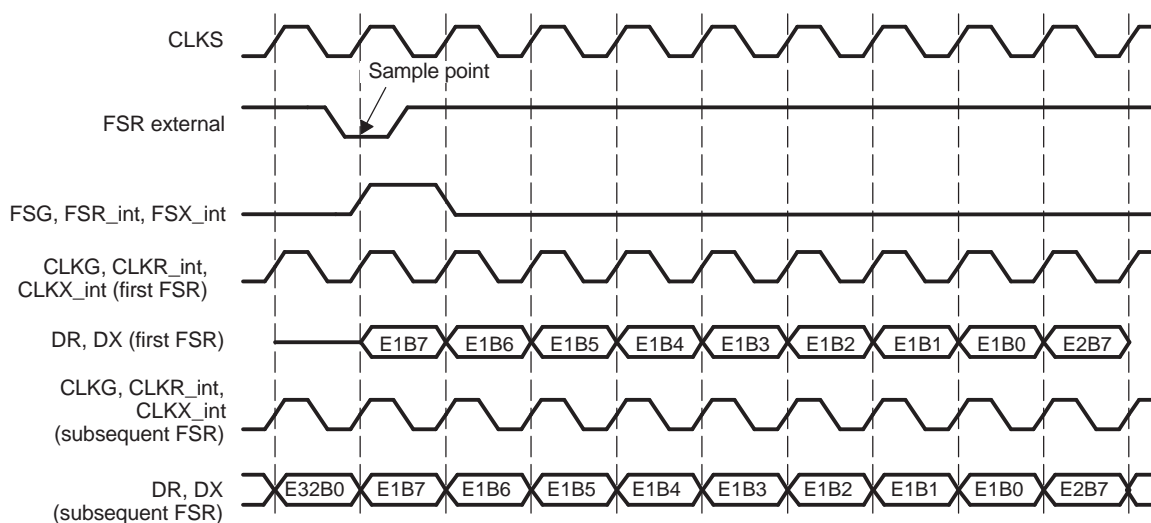 CLKS
Sample point
FSR external
FSG, FSR_int, FSX_int
CLKG, CLKR_int,
CLKX_int (first FSR)
DR, DX (first FSR)
E1B7 E1B6 E1B5 E1B4 E1B3 E1B2 E1B1 E1B0 E2B7
CLKG, CLKR_int,
CLKX_int
(subsequent FSR)
DR, DX
(subsequent FSR)
E32B0 E1B7 E1B6 E1B5 E1B4 E1B3 E1B2 E1B1 E1B0 E2B7